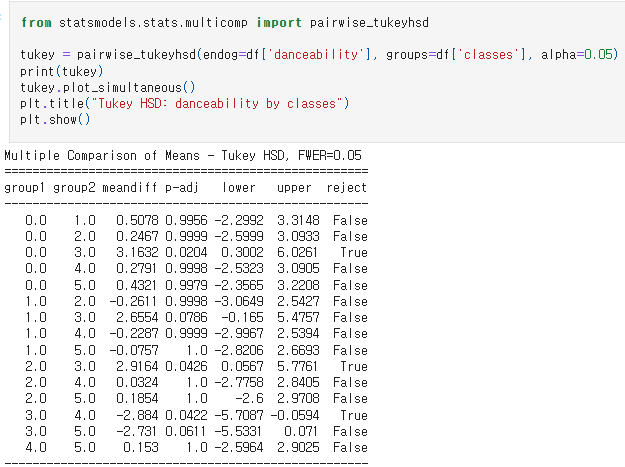 from statsmodels.stats.multicomp import pairwise_tukeyhsd
tukey = pairwise_tukeyhsd(endog=df['danceability'], groups=df['classes'], alpha=0.05)
print(tukey)
tukey.plot_simultaneous()
plt.title("Tukey HSD: danceability by classes")
plt.show()
Multiple Comparison of Means - Tukey HSD, FWER=0.05
====================================================
group1 group2 meandiff p-adj lower upper reject
----------------------------------------------------
0.0 1.0 0.5078 0.9956 -2.2992 3.3148 False
0.0 2.0 0.2467 0.9999 -2.5999 3.0933 False
0.0 3.0 3.1632 0.0204 0.3002 6.0261 True
0.0 4.0 0.2791 0.9998 -2.5323 3.0905 False
0.0 5.0 0.4321 0.9979 -2.3565 3.2208 False
1.0 2.0 -0.2611 0.9998 -3.0649 2.5427 False
1.0 3.0 2.6554 0.0786 -0.165 5.4757 False
1.0 4.0 -0.2287 0.9999 -2.9967 2.5394 False
1.0 5.0 -0.0757 1.0 -2.8206 2.6693 False
2.0 3.0 2.9164 0.0426 0.0567 5.7761 True
2.0 4.0 0.0324 1.0 -2.7758 2.8405 False
2.0 5.0 0.1854 1.0 -2.6 2.9708 False
3.0 4.0 -2.884 0.0422 -5.7087 -0.0594 True
3.0 5.0 -2.731 0.0611 -5.5331 0.071 False
4.0 5.0 0.153 1.0 -2.5964 2.9025 False
----------------------------------------------------